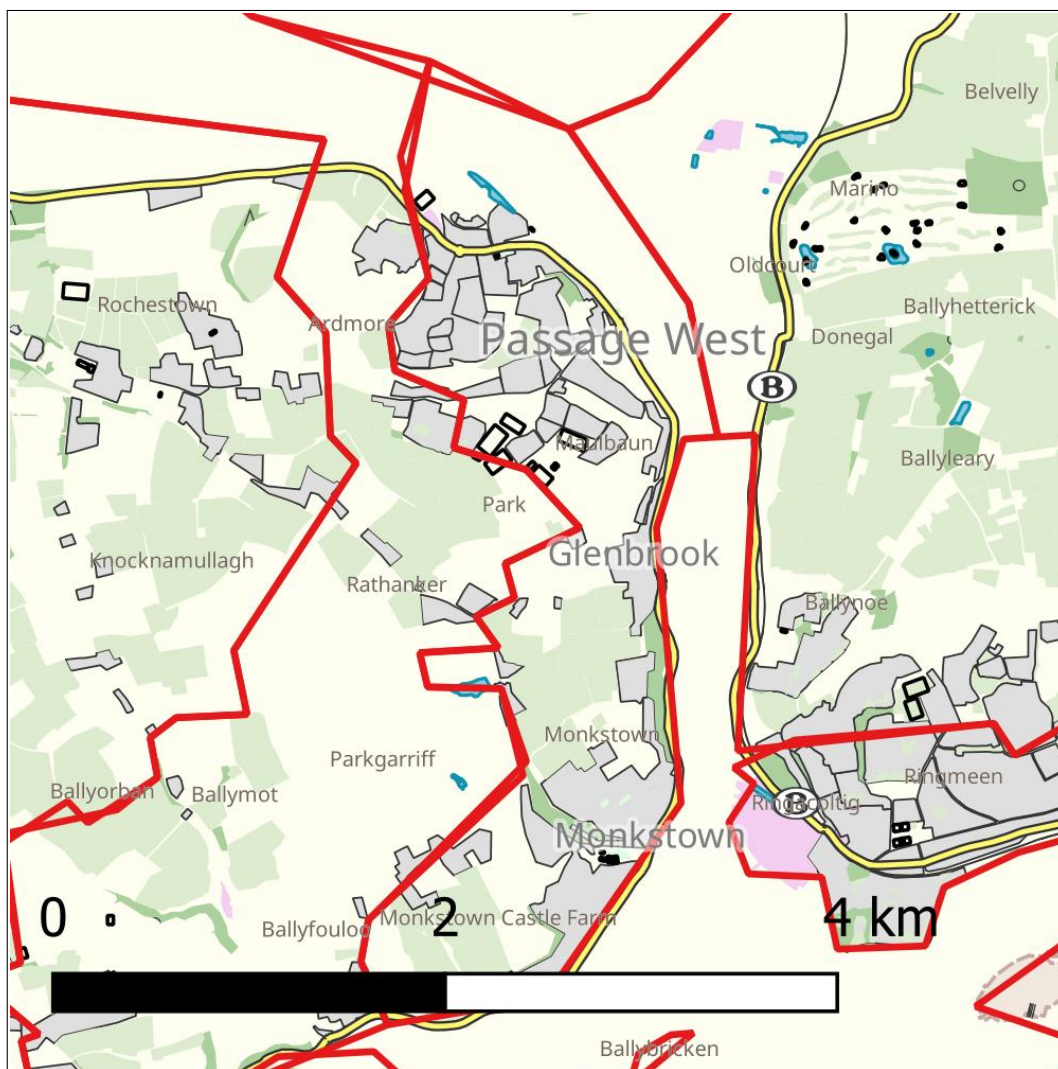 Belvelly
Marino
Oldcourt
Rochestown
Ballyhetterick
Ardmore
Passage West
Donegal
B
Maulbaun
Ballyleary
Park
Glenbrook
Knocknamullagh
Rathanker
Ballynoe
Monkstown
Parkgarriff
Ringmeen
Ballyorban
Ballymot
Ringacoltig
B
Monkstown
0
2
4 km
Monkstown Castle Farm
Ballyfouloo
Ballybricken